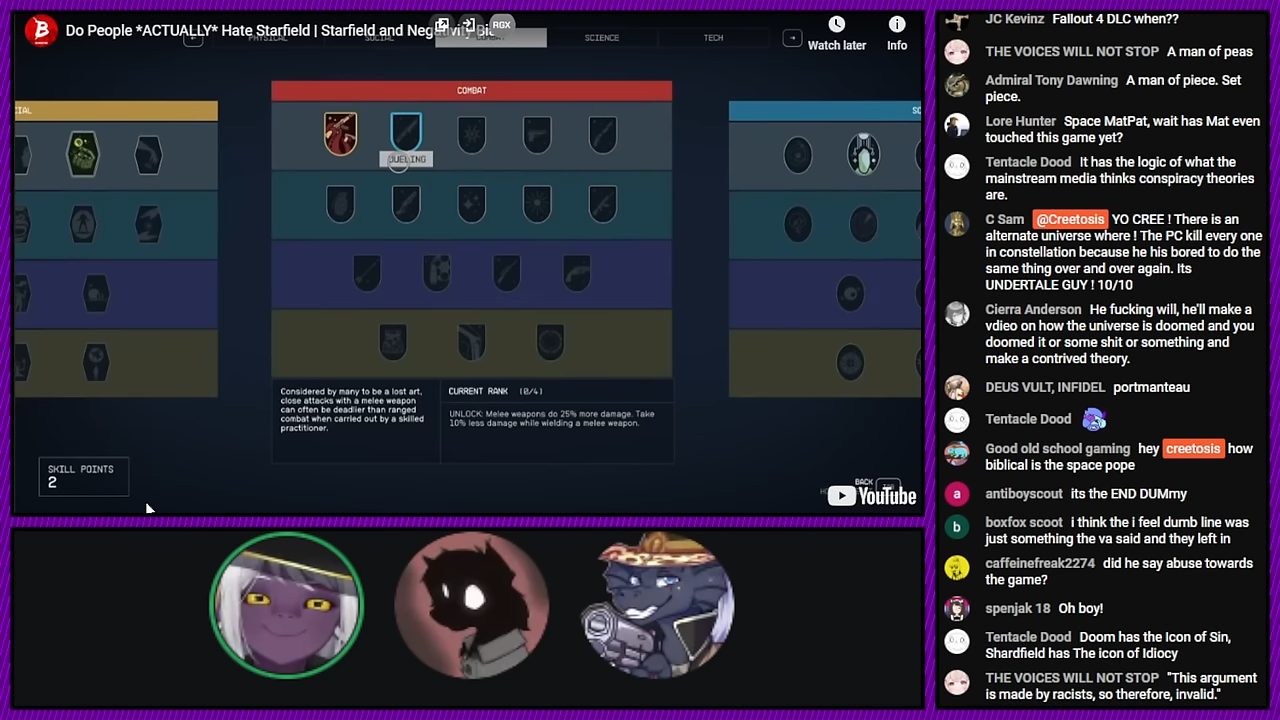 Do People *ACTUALLY* Hate Starfield | Starfield and Negativity Bi
RGX
Watch later
Info
PHYSICAL
SOCIAL
COMBAT
SCIENCE
TECH
COMBAT
DUELING
Considered by many to be a lost art,
close attacks with a melee weapon
can often be deadlier than ranged
combat when carried out by a skilled
practitioner.
CURRENT RANK (0/4)
UNLOCK: Melee weapons do 25% more damage. Take
10% less damage while wielding a melee weapon.
SKILL POINTS
2
BACK
YouTube
JC Kevinz Fallout 4 DLC when??
THE VOICES WILL NOT STOP A man of peas
Admiral Tony Dawning A man of piece. Set
piece.
Lore Hunter Space MatPat, wait has Mat even
touched this game yet?
Tentacle Dood It has the logic of what the
mainstream media thinks conspiracy theories
are.
C Sam @Creetosis YO CREE ! There is an
alternate universe where ! The PC kill every one
in constellation because he his bored to do the
same thing over and over again. Its
UNDERTALE GUY ! 10/10
Cierra Anderson He fucking will, he'll make a
vdieo on how the universe is doomed and you
doomed it or some shit or something and
make a contrived theory.
DEUS VULT, INFIDEL portmanteau
Tentacle Dood
Good old school gaming hey creetosis how
biblical is the space pope
a
antiboyscout its the END DUMmy
b
boxfox scoot i think the i feel dumb line was
just something the va said and they left in
caffeinefreak2274 did he say abuse towards
the game?
spenjak 18 Oh boy!
Tentacle Dood Doom has the Icon of Sin,
Shardfield has The icon of Idiocy
THE VOICES WILL NOT STOP "This argument
is made by racists, so therefore, invalid."